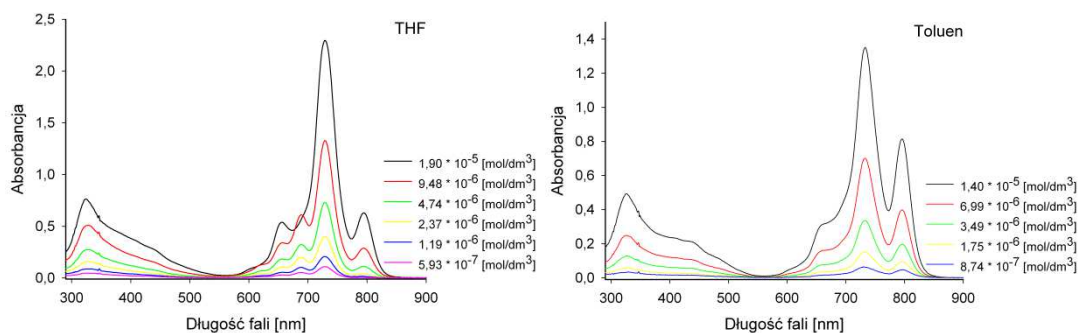 THF
2,5
2,0
1,5
1,0
0,5
0,0
Absorbancja
300 400 500 600 700 800 900
Długość fali [nm]
1,90 * 10-5 [mol/dm3]
9,48 * 10-6 [mol/dm3]
4,74 * 10-6 [mol/dm3]
2,37 * 10-6 [mol/dm3]
1,19 * 10-6 [mol/dm3]
5,93 * 10-7 [mol/dm3]
Toluen
1,4
1,2
1,0
0,8
0,6
0,4
0,2
0,0
Absorbancja
300 400 500 600 700 800 900
Długość fali [nm]
1,40 * 10-5 [mol/dm3]
6,99 * 10-6 [mol/dm3]
3,49 * 10-6 [mol/dm3]
1,75 * 10-6 [mol/dm3]
8,74 * 10-7 [mol/dm3]